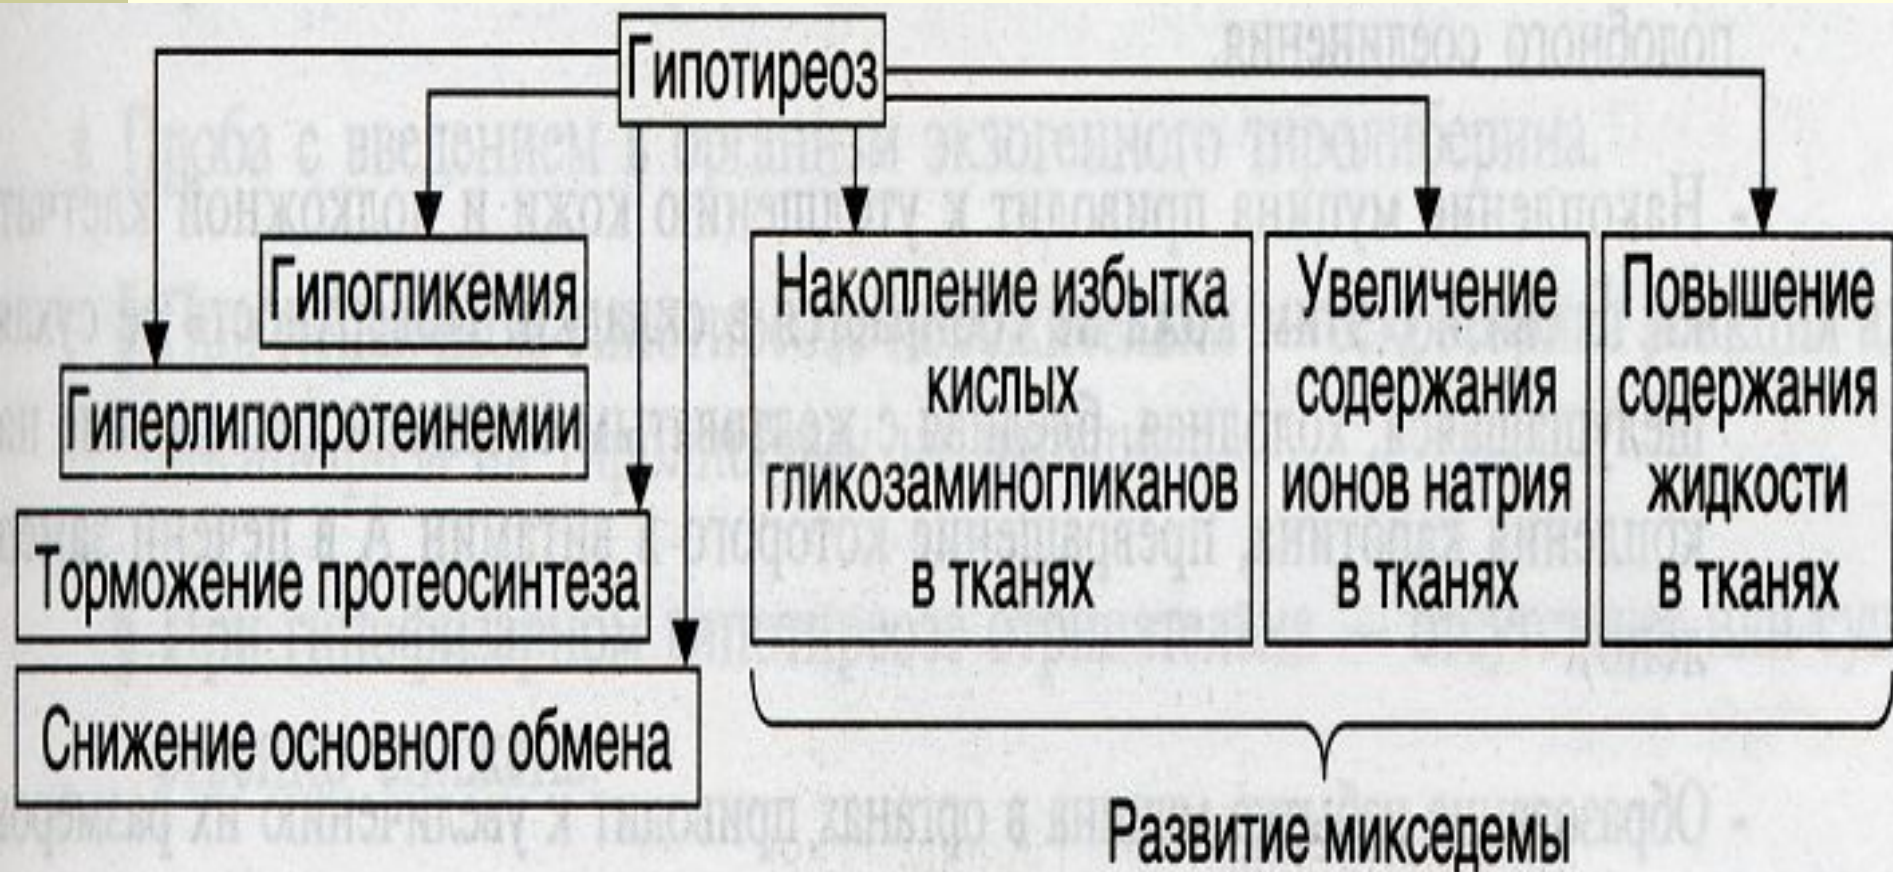 Гипотиреоз
Гипогликемия
Гиперлипопротеинемии
Торможение протеосинтеза
Снижение основного обмена
Накопление избытка
кислых
гликозаминогликанов
в тканях
Увеличение
содержания
ионов натрия
в тканях
Повышение
содержания
жидкости
в тканях
Развитие микседемы